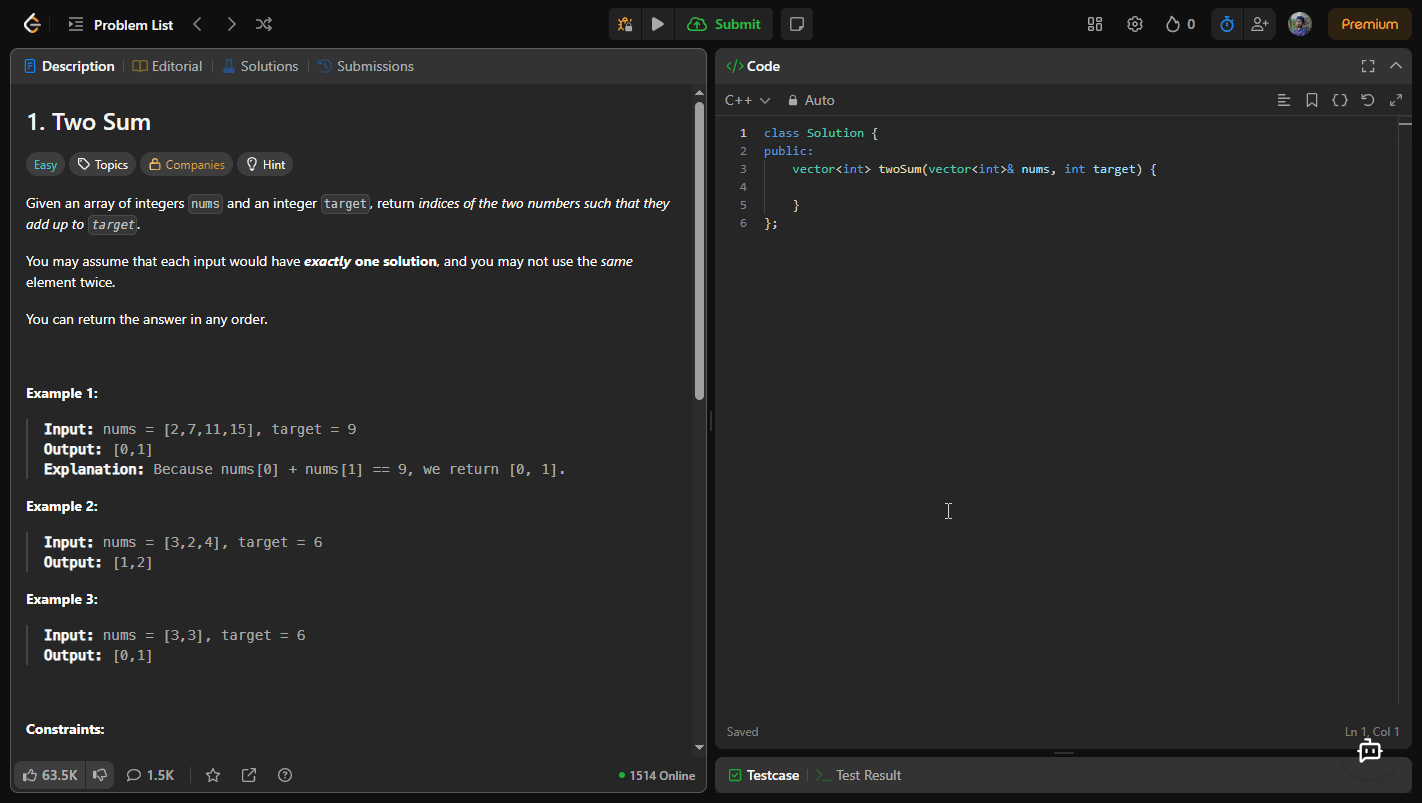 Problem List
Submit
0
Premium
Description
Editorial
Solutions
Submissions
1. Two Sum
Easy
Topics
Companies
Hint
Given an array of integers nums and an integer target, return indices of the two numbers such that they
add up to target.
You may assume that each input would have exactly one solution, and you may not use the same
element twice.
You can return the answer in any order.
Example 1:
Input: nums = [2,7,11,15], target = 9
Output: [0,1]
Explanation: Because nums[0] + nums[1] == 9, we return [0, 1].
Example 2:
Input: nums = [3,2,4], target = 6
Output: [1,2]
Example 3:
Input: nums = [3,3], target = 6
Output: [0,1]
Constraints:
63.5K
1.5K
1514 Online
</> Code
C++
Auto
1 class Solution {
2 public:
3     vector<int> twoSum(vector<int>& nums, int target) {
4
5     }
6 };
Saved
Ln 1, Col 1
Testcase
Test Result